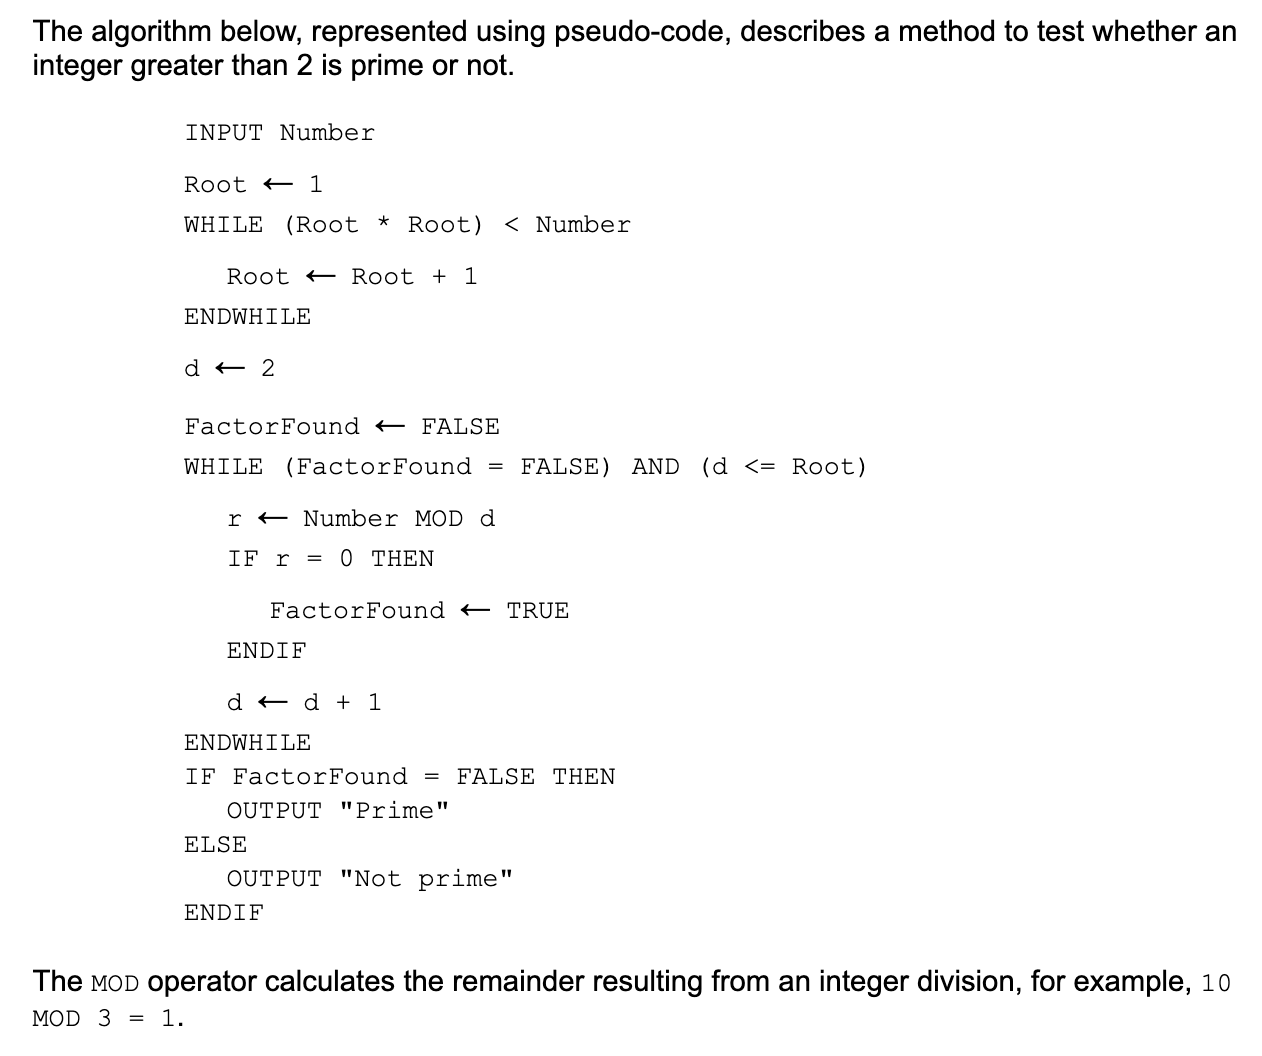 The algorithm below, represented using pseudo-code, describes a method to test whether an
integer greater than 2 is prime or not.
INPUT Number
Root ← 1
WHILE (Root * Root) < Number
Root ← Root + 1
ENDWHILE
d ← 2
FactorFound ← FALSE
WHILE (FactorFound = FALSE) AND (d <= Root)
r ← Number MOD d
IF r = 0 THEN
FactorFound ← TRUE
ENDIF
d ← d + 1
ENDWHILE
IF FactorFound = FALSE THEN
OUTPUT "Prime"
ELSE
OUTPUT "Not prime"
ENDIF
The MOD operator calculates the remainder resulting from an integer division, for example, 10
MOD 3 = 1.